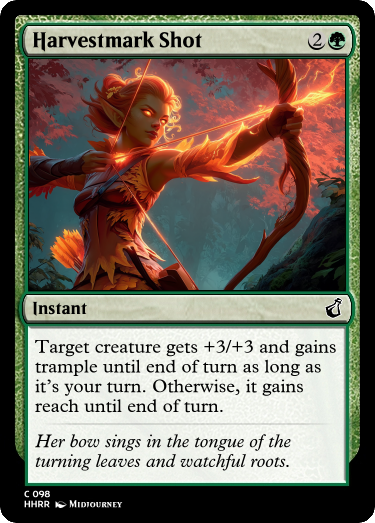 Harvestmark Shot 2
Instant
Target creature gets +3/+3 and gains
trample until end of turn as long as
it's your turn. Otherwise, it gains
reach until end of turn.
Her bow sings in the tongue of the
turning leaves and watchful roots.
C 098
HHRR Midjourney